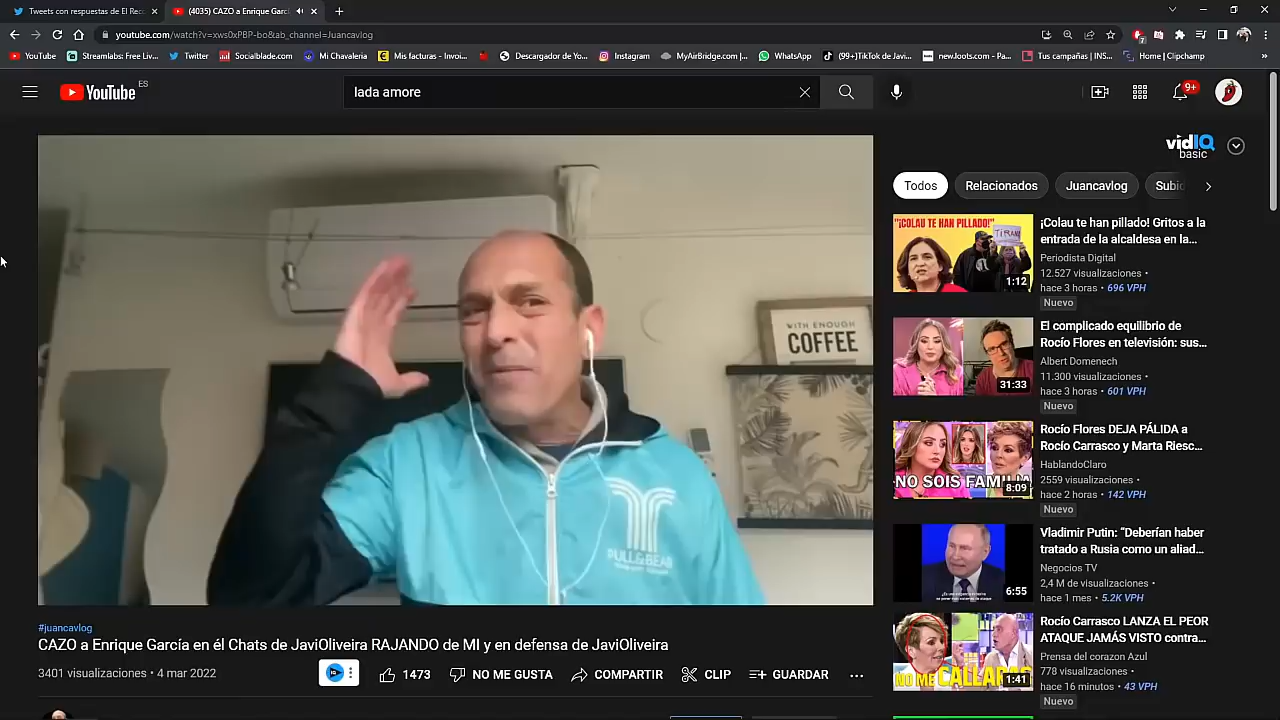 Tweets con respuestas de El Rec
(4035) CAZO a Enrique Garcí
youtube.com/watch?v=xws0xPBP-bo&ab_channel=Juancavlog
YouTube
Streamlabs: Free Liv...
Twitter
Socialblade.com
Mi Chavaleria
Mis facturas – Invoi...
Descargador de Yo...
Instagram
MyAirBridge.com |...
WhatsApp
(99+)TikTok de Javi...
new.loots.com – Pa...
Tus campañas | INS...
Home | Clipchamp
YouTube ES
lada amore
9+
vidIQ
basic
Todos
Relacionados
Juancavlog
Subid
WITH ENOUGH
COFFEE
PULL&BEAR
"¡COLAU TE HAN PILLADO!"
1:12
¡Colau te han pillado! Gritos a la
entrada de la alcaldesa en la...
Periodista Digital
12.527 visualizaciones •
hace 3 horas • 696 VPH
Nuevo
31:33
El complicado equilibrio de
Rocío Flores en televisión: sus...
Albert Domenech
11.300 visualizaciones •
hace 3 horas • 601 VPH
Nuevo
NO SOIS FAMILIA
8:09
Rocío Flores DEJA PÁLIDA a
Rocío Carrasco y Marta Riesc...
HablandoClaro
2559 visualizaciones •
hace 2 horas • 142 VPH
Nuevo
6:55
Vladimir Putin: “Deberían haber
tratado a Rusia como un aliad...
Negocios TV
2,4 M de visualizaciones •
hace 1 mes • 5.2K VPH
NO ME CALLARAS
1:41
Rocío Carrasco LANZA EL PEOR
ATAQUE JAMÁS VISTO contra...
Prensa del corazon Azul
778 visualizaciones •
hace 16 minutos • 43 VPH
Nuevo
#juancavlog
CAZO a Enrique García en él Chats de JaviOliveira RAJANDO de MI y en defensa de JaviOliveira
3401 visualizaciones • 4 mar 2022
1473
NO ME GUSTA
COMPARTIR
CLIP
GUARDAR